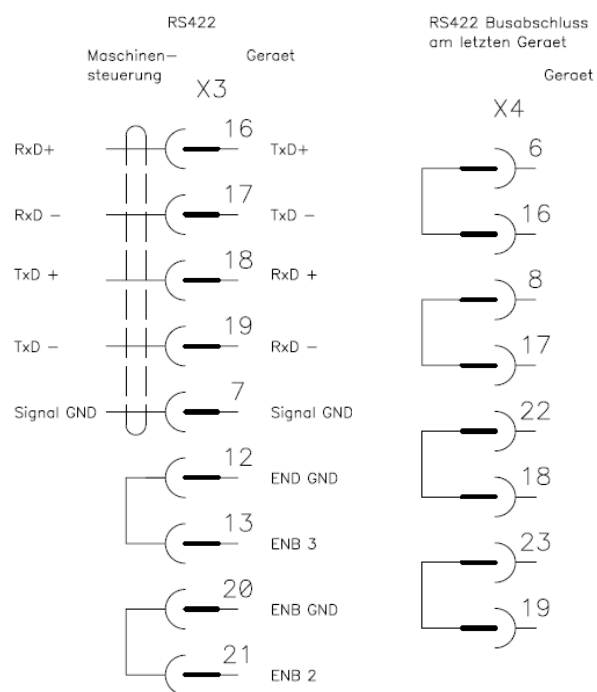 RS422
Maschinen-
steuerung
Geraet
X3
RxD+ 16 TxD+
RxD - 17 TxD -
TxD + 18 RxD +
TxD - 19 RxD -
Signal GND 7 Signal GND
12 END GND
13 ENB 3
20 ENB GND
21 ENB 2
RS422 Busabschluss
am letzten Geraet
Geraet
X4
6
16
8
17
22
18
23
19